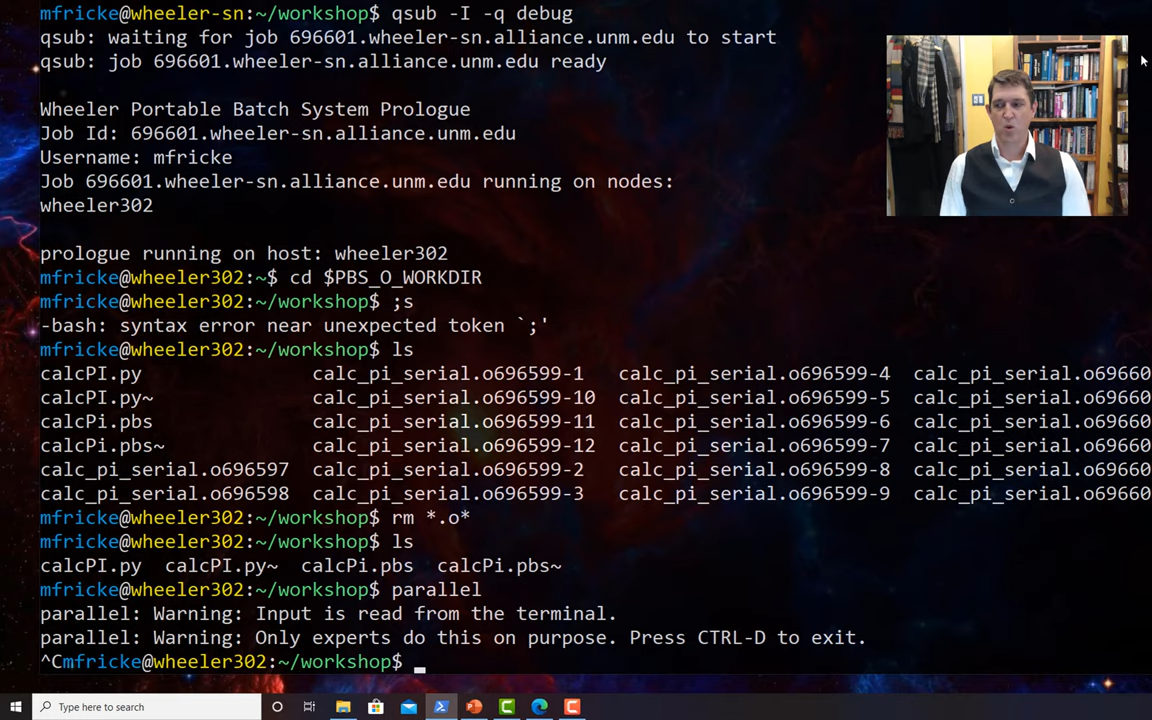 mfricke@wheeler-sn:~/workshop$ qsub -I -q debug
qsub: waiting for job 696601.wheeler-sn.alliance.unm.edu to start
qsub: job 696601.wheeler-sn.alliance.unm.edu ready
Wheeler Portable Batch System Prologue
Job Id: 696601.wheeler-sn.alliance.unm.edu
Username: mfricke
Job 696601.wheeler-sn.alliance.unm.edu running on nodes:
wheeler302
prologue running on host: wheeler302
mfricke@wheeler302:~$ cd $PBS_O_WORKDIR
mfricke@wheeler302:~/workshop$ ;s
-bash: syntax error near unexpected token `;'
mfricke@wheeler302:~/workshop$ ls
calcPI.py calc_pi_serial.o696599-1 calc_pi_serial.o696599-4 calc_pi_serial.o69660
calcPI.py~ calc_pi_serial.o696599-10 calc_pi_serial.o696599-5 calc_pi_serial.o69660
calcPi.pbs calc_pi_serial.o696599-11 calc_pi_serial.o696599-6 calc_pi_serial.o69660
calcPi.pbs~ calc_pi_serial.o696599-12 calc_pi_serial.o696599-7 calc_pi_serial.o69660
calc_pi_serial.o696597 calc_pi_serial.o696599-2 calc_pi_serial.o696599-8 calc_pi_serial.o69660
calc_pi_serial.o696598 calc_pi_serial.o696599-3 calc_pi_serial.o696599-9 calc_pi_serial.o69660
mfricke@wheeler302:~/workshop$ rm *.o*
mfricke@wheeler302:~/workshop$ ls
calcPI.py calcPI.py~ calcPi.pbs calcPi.pbs~
mfricke@wheeler302:~/workshop$ parallel
parallel: Warning: Input is read from the terminal.
parallel: Warning: Only experts do this on purpose. Press CTRL-D to exit.
^Cmfricke@wheeler302:~/workshop$
Type here to search